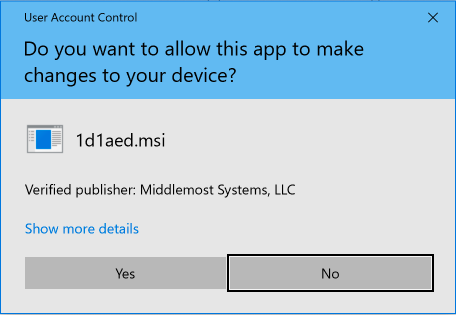 User Account Control
Do you want to allow this app to make
changes to your device?
1d1aed.msi
Verified publisher: Middlemost Systems, LLC
Show more details
Yes
No